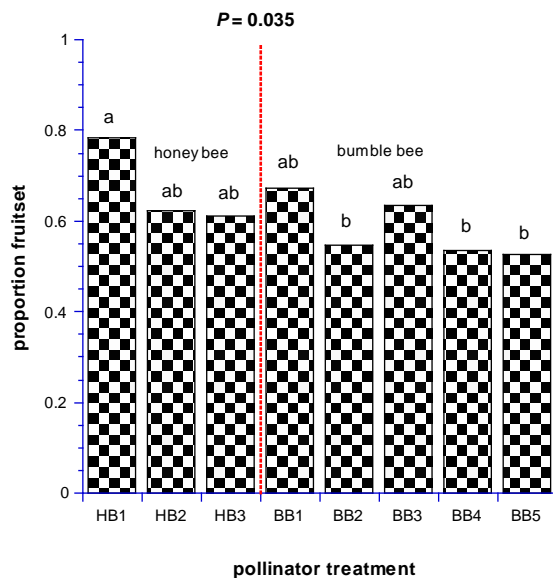 P = 0.035
1
0.8
0.6
0.4
0.2
0
proportion fruitset
a
honey bee
ab
ab
ab
bumble bee
b
ab
b
b
HB1 HB2 HB3 BB1 BB2 BB3 BB4 BB5
pollinator treatment